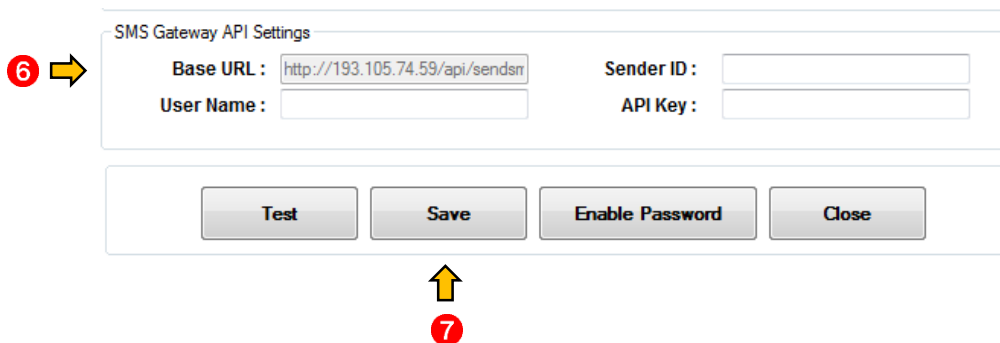 SMS Gateway API Settings
6 Base URL : http://193.105.74.59/api/sendsm Sender ID :
User Name : API Key :
Test Save Enable Password Close
7